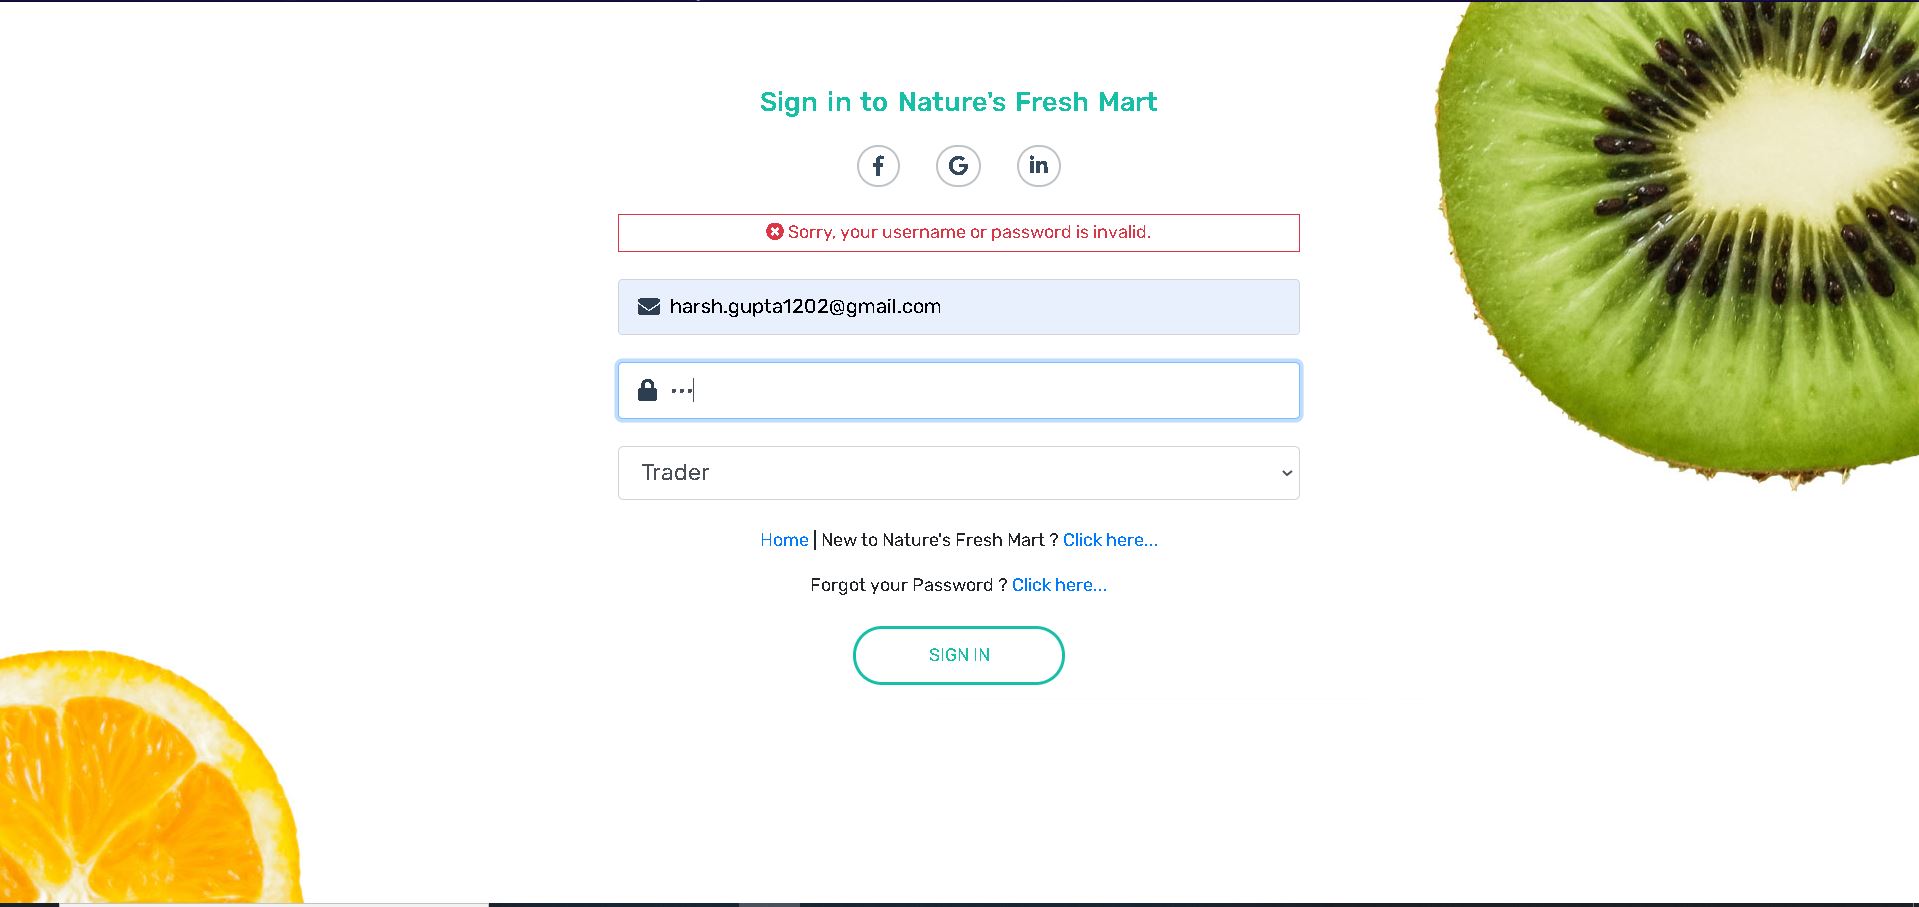 Sign in to Nature's Fresh Mart
Sorry, your username or password is invalid.
harsh.gupta1202@gmail.com
Trader
Home | New to Nature's Fresh Mart ? Click here...
Forgot your Password ? Click here...
SIGN IN